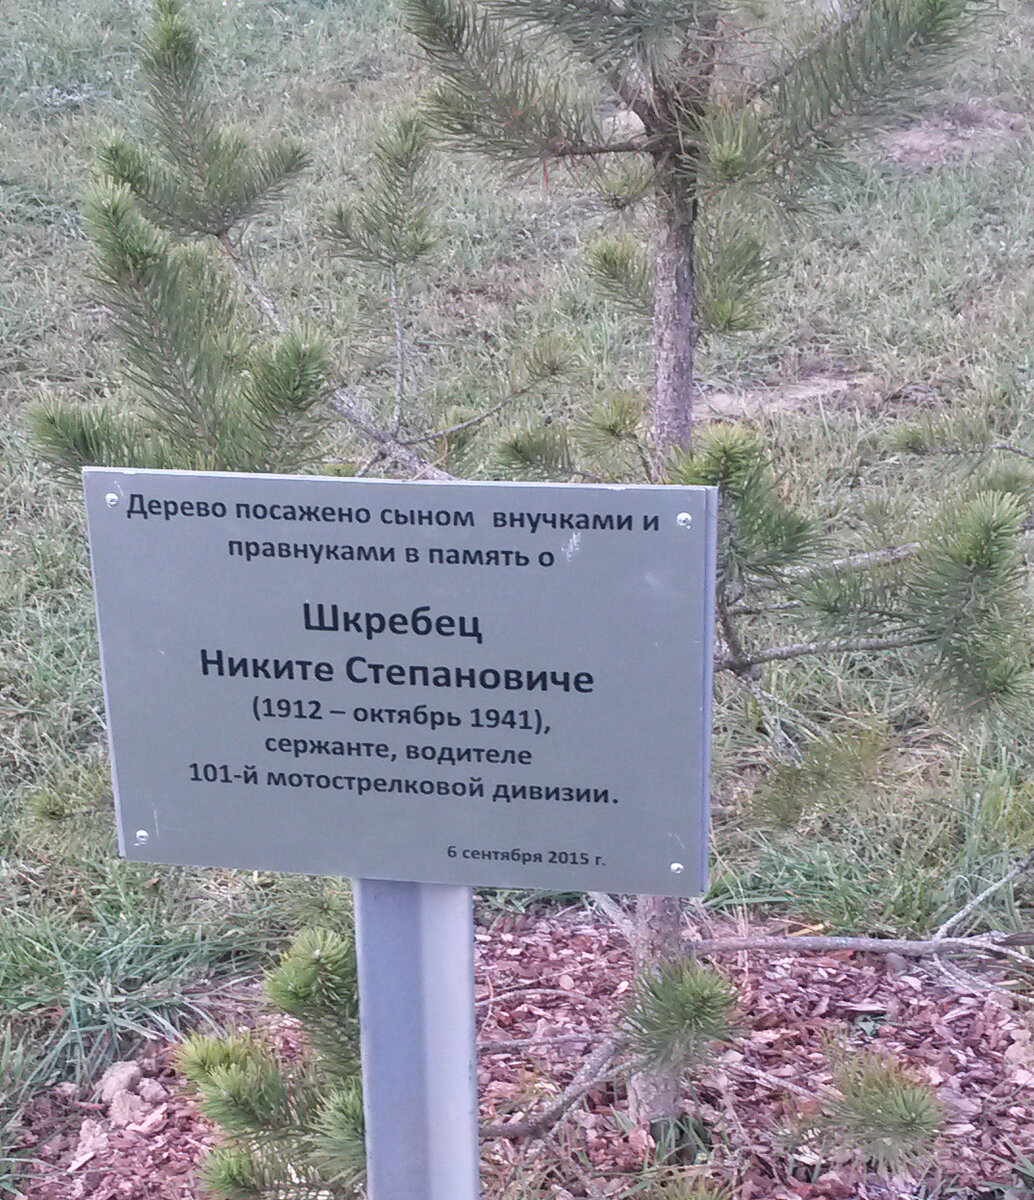 Дерево посажено сыном внучками и
правнуками в память о
Шкребец
Никите Степановиче
(1912 – октябрь 1941),
сержанте, водителе
101-й мотострелковой дивизии.
6 сентября 2015 г.